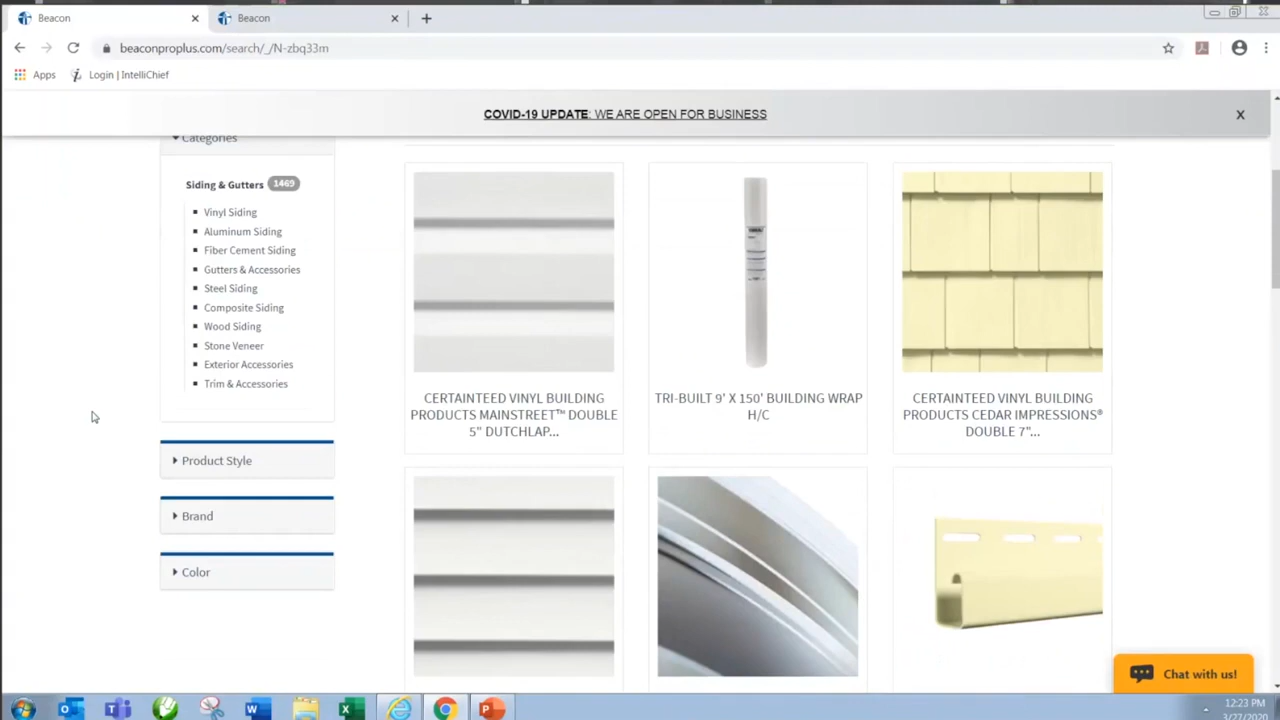 Beacon
Beacon
beaconproplus.com/search/_/N-zbq33m
Apps
Login | IntelliChief
COVID-19 UPDATE: WE ARE OPEN FOR BUSINESS
X
Categories
Siding & Gutters 1469
Vinyl Siding
Aluminum Siding
Fiber Cement Siding
Gutters & Accessories
Steel Siding
Composite Siding
Wood Siding
Stone Veneer
Exterior Accessories
Trim & Accessories
Product Style
Brand
Color
CERTAINTEED VINYL BUILDING
PRODUCTS MAINSTREET™ DOUBLE
5" DUTCHLAP...
TRI-BUILT 9' X 150' BUILDING WRAP
H/C
CERTAINTEED VINYL BUILDING
PRODUCTS CEDAR IMPRESSIONS®
DOUBLE 7"...
Chat with us!
12:23 PM
3/27/2020